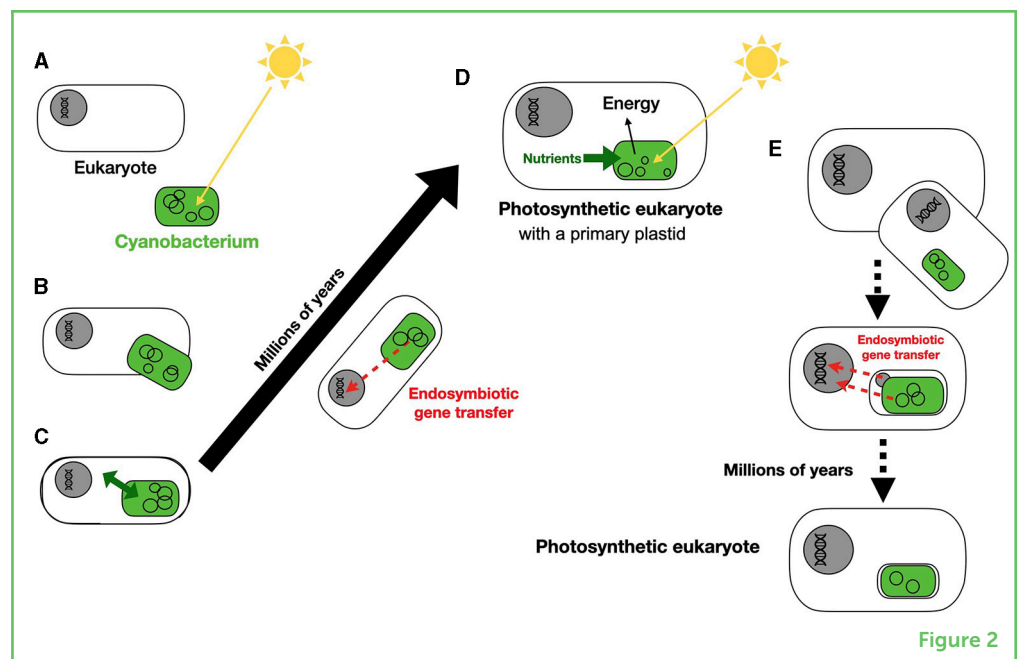 A
Eukaryote
Cyanobacterium
B
C
Millions of years
Endosymbiotic
gene transfer
D
Energy
Nutrients
Photosynthetic eukaryote
with a primary plastid
E
Endosymbiotic
gene transfer
Millions of years
Photosynthetic eukaryote
Figure 2